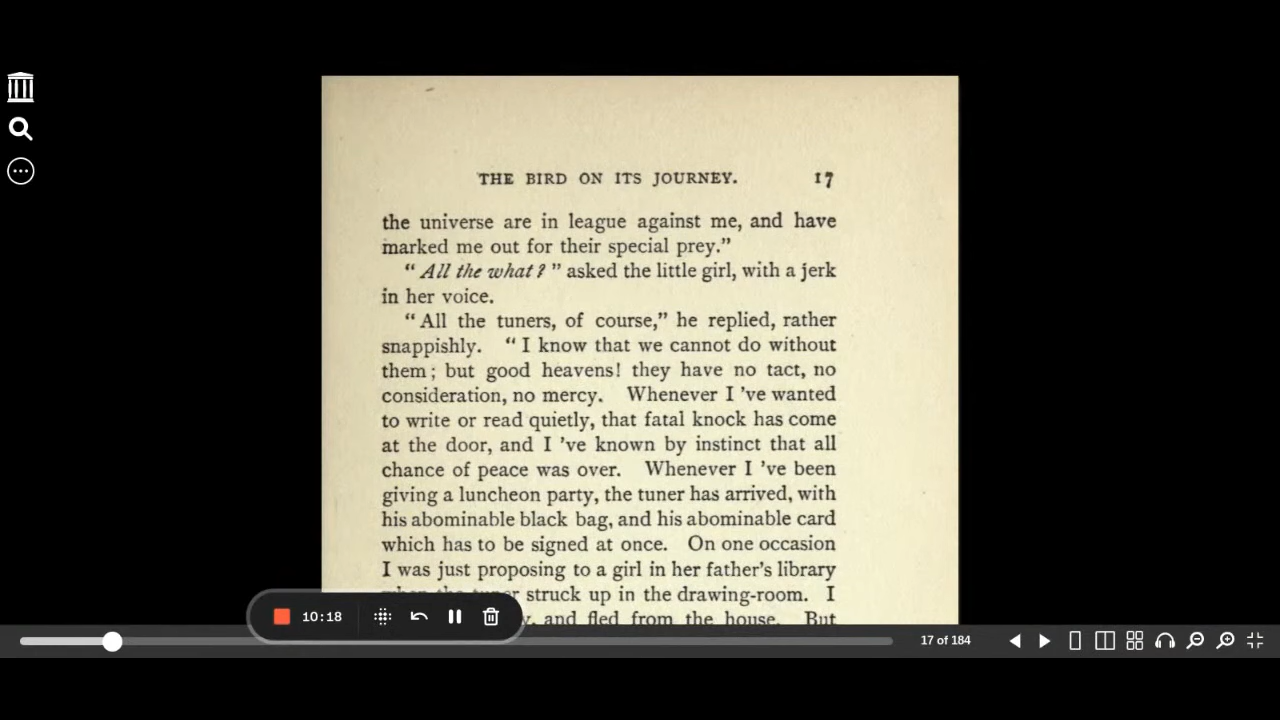 THE BIRD ON ITS JOURNEY. 17
the universe are in league against me, and have
marked me out for their special prey."
"All the what?" asked the little girl, with a jerk
in her voice.
"All the tuners, of course," he replied, rather
snappishly. "I know that we cannot do without
them; but good heavens! they have no tact, no
consideration, no mercy. Whenever I 've wanted
to write or read quietly, that fatal knock has come
at the door, and I 've known by instinct that all
chance of peace was over. Whenever I 've been
giving a luncheon party, the tuner has arrived, with
his abominable black bag, and his abominable card
which has to be signed at once. On one occasion
I was just proposing to a girl in her father's library
struck up in the drawing-room. I
and fled from the house. But
10:18
17 of 184